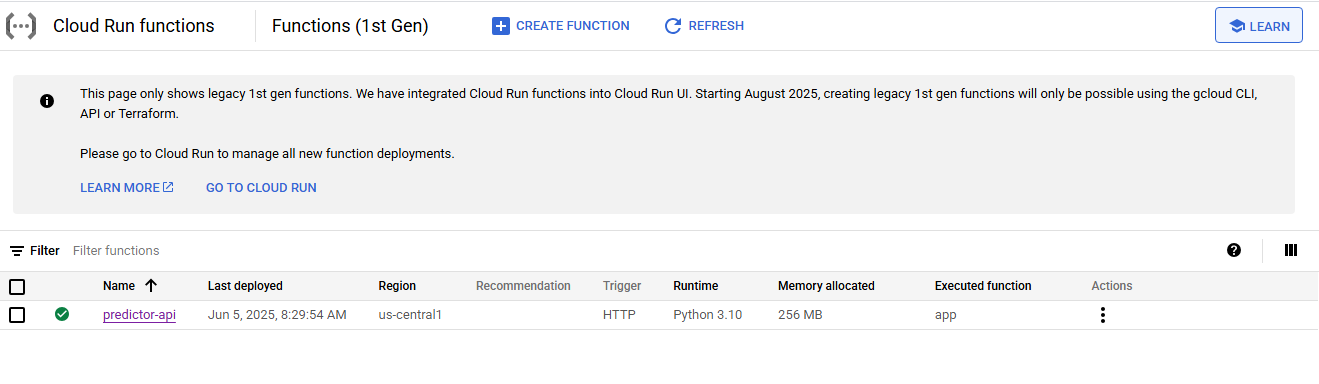 Cloud Run functions Functions (1st Gen) CREATE FUNCTION REFRESH LEARN
This page only shows legacy 1st gen functions. We have integrated Cloud Run functions into Cloud Run UI. Starting August 2025, creating legacy 1st gen functions will only be possible using the gcloud CLI,
API or Terraform.
Please go to Cloud Run to manage all new function deployments.
LEARN MORE GO TO CLOUD RUN
Filter Filter functions
Name Last deployed Region Recommendation Trigger Runtime Memory allocated Executed function Actions
predictor-api Jun 5, 2025, 8:29:54 AM us-central1 HTTP Python 3.10 256 MB app